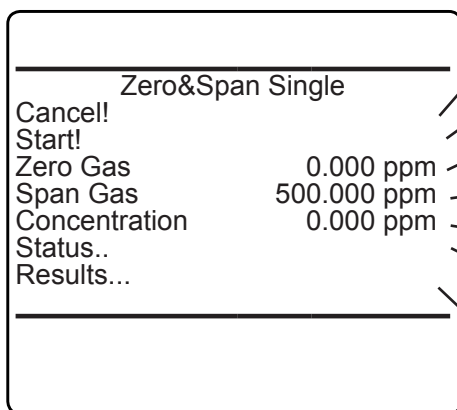 Zero&Span Single
Cancel!
Start!
Zero Gas 0.000 ppm
Span Gas 500.000 ppm
Concentration 0.000 ppm
Status..
Results...